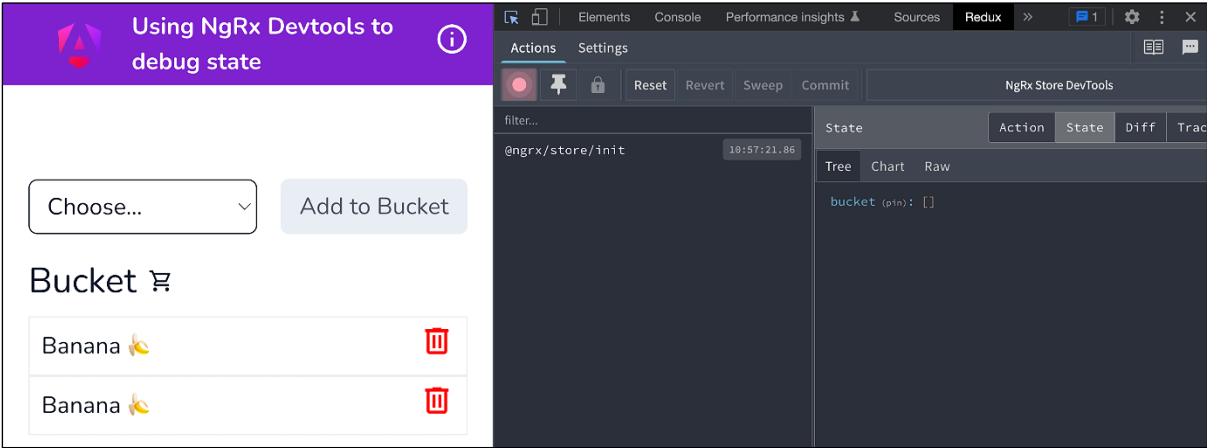 Using NgRx Devtools to
debug state
Choose...
Add to Bucket
Bucket
Banana
Banana
Elements Console Performance insights Sources Redux » 1
Actions Settings
Reset Revert Sweep Commit NgRx Store DevTools
filter...
@ngrx/store/init 10:57:21.86
State Action State Diff Trac
Tree Chart Raw
bucket (pin): []